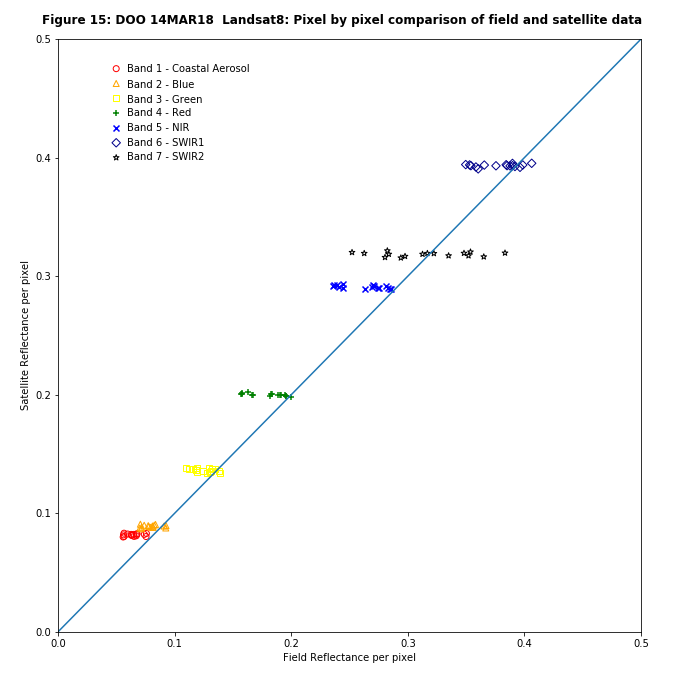 Figure 15: DOO 14MAR18  Landsat8: Pixel by pixel comparison of field and satellite data
0.5
Band 1 - Coastal Aerosol
Band 2 - Blue
Band 3 - Green
Band 4 - Red
Band 5 - NIR
Band 6 - SWIR1
Band 7 - SWIR2
0.4
0.3
Satellite Reflectance per pixel
0.2
0.1
0.0
0.0 0.1 0.2 0.3 0.4 0.5
Field Reflectance per pixel